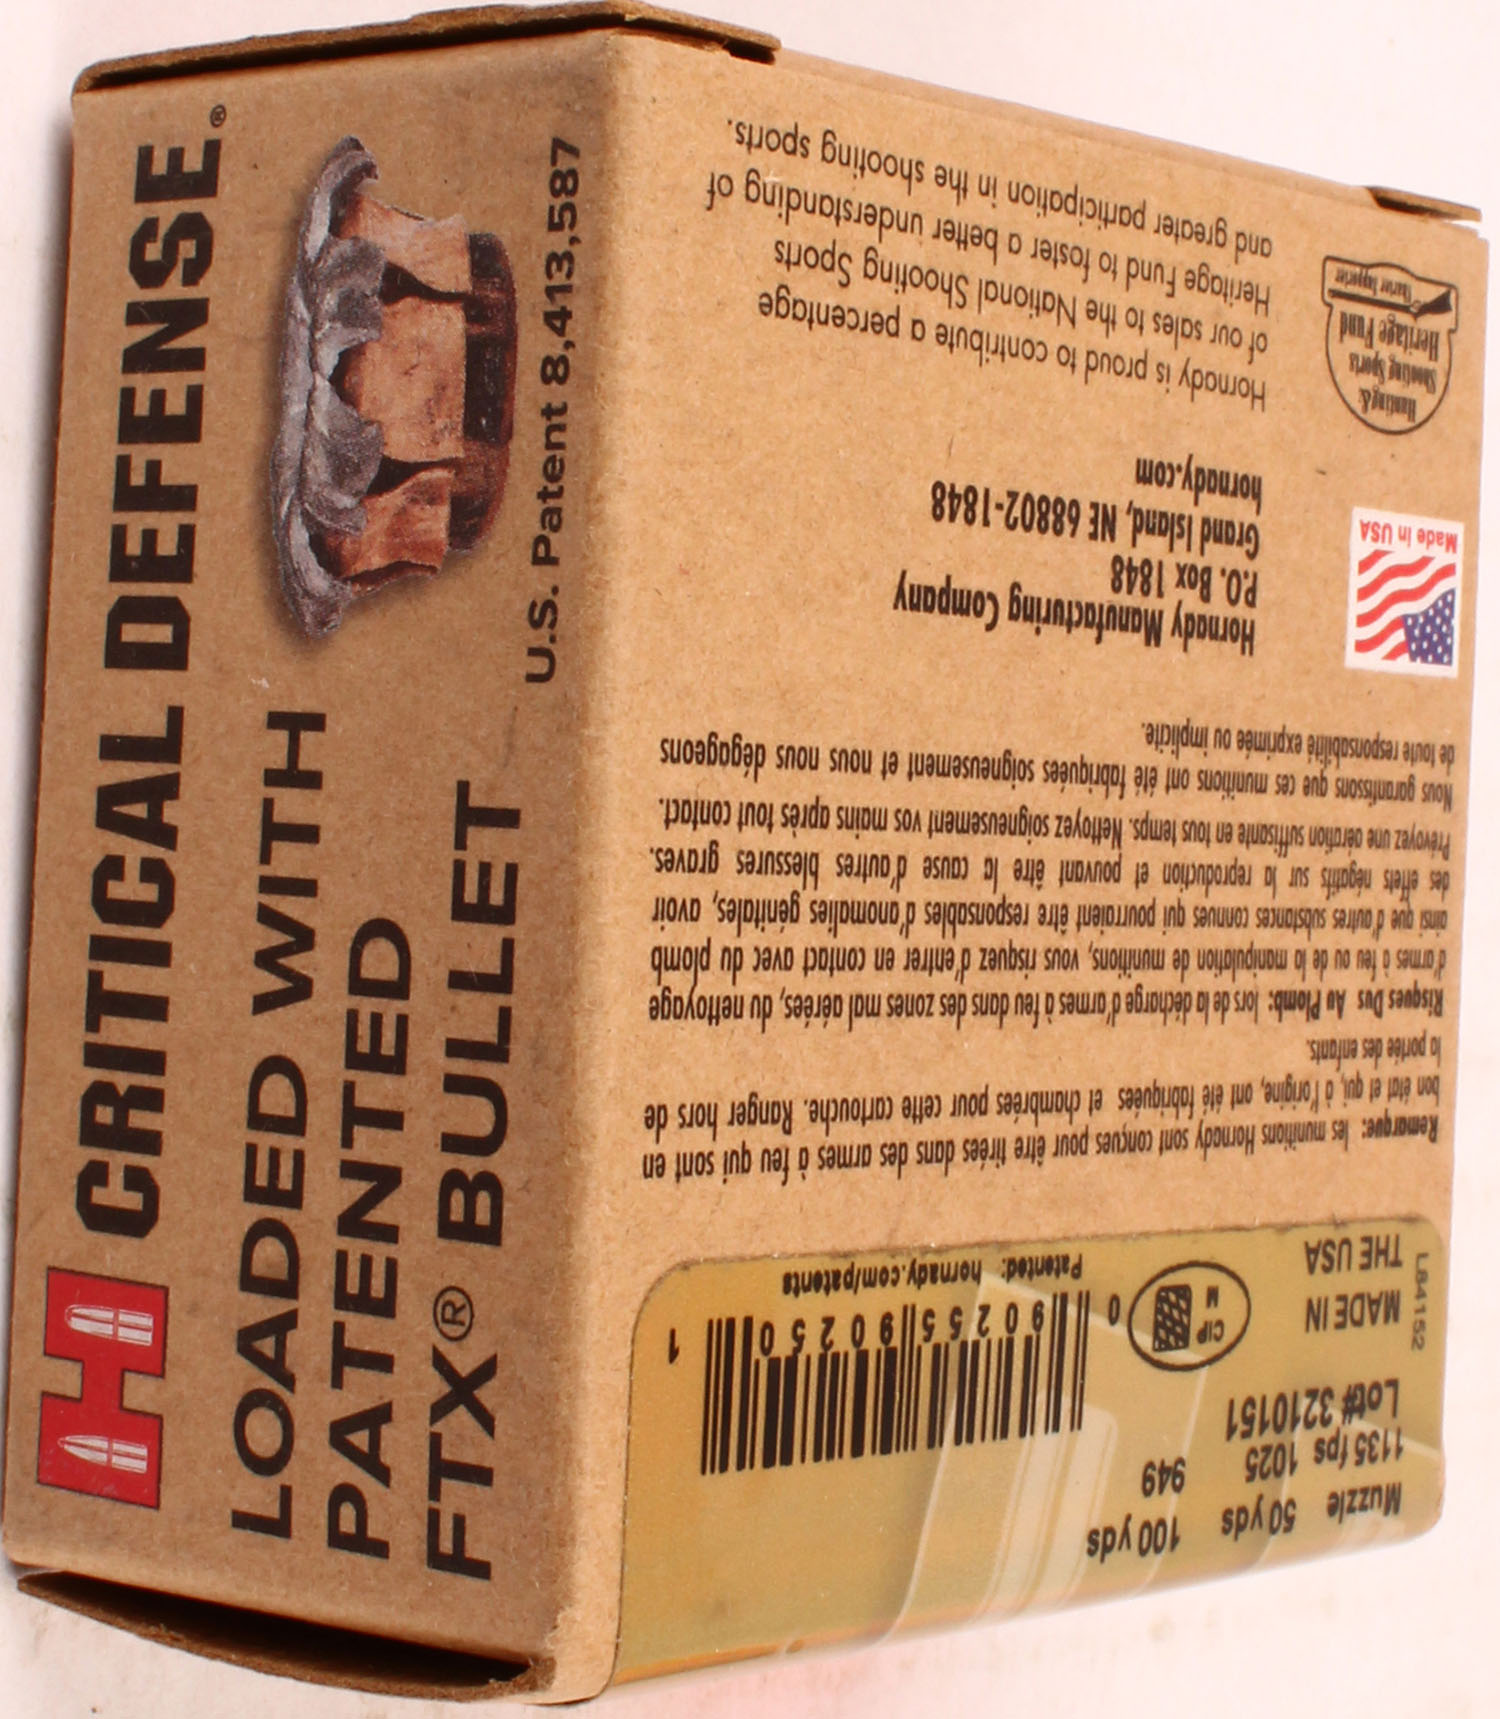 H CRITICAL DEFENSE®
LOADED WITH
PATENTED
FTX® BULLET
U.S. Patent 8,413,587
Muzzle 50 yds 100 yds
1135 fps 1025 949
Lot# 3210151
MADE IN
THE USA
L84152
CIP
M
0 90255 90250 1
Patented: hornady.com/patents
Remarque: les munitions Hornady sont conçues pour être tirées dans des armes à feu qui sont en
bon état et qui, à l'origine, ont été fabriquées et chambrées pour cette cartouche. Ranger hors de
la portée des enfants.
Risques Dus Au Plomb: lors de la décharge d'armes à feu dans des zones mal aérées, du nettoyage
d'armes à feu ou de la manipulation de munitions, vous risquez d'entrer en contact avec du plomb
ainsi que d'autres substances connues qui pourraient être responsables d'anomalies génitales, avoir
des effets négatifs sur la reproduction et pouvant être la cause d'autres blessures graves.
Prévoyez une aération suffisante en tous temps. Nettoyez soigneusement vos mains après tout contact.
Nous garantissons que ces munitions ont été fabriquées soigneusement et nous nous dégageons
de toute responsabilité exprimée ou implicite.
Hornady Manufacturing Company
P.O. Box 1848
Grand Island, NE 68802-1848
hornady.com
Made in USA
Hornady is proud to contribute a percentage
of our sales to the National Shooting Sports
Heritage Fund to foster a better understanding of
and greater participation in the shooting sports.
Hunting &
Shooting Sports
Heritage Fund
Charter Supporter